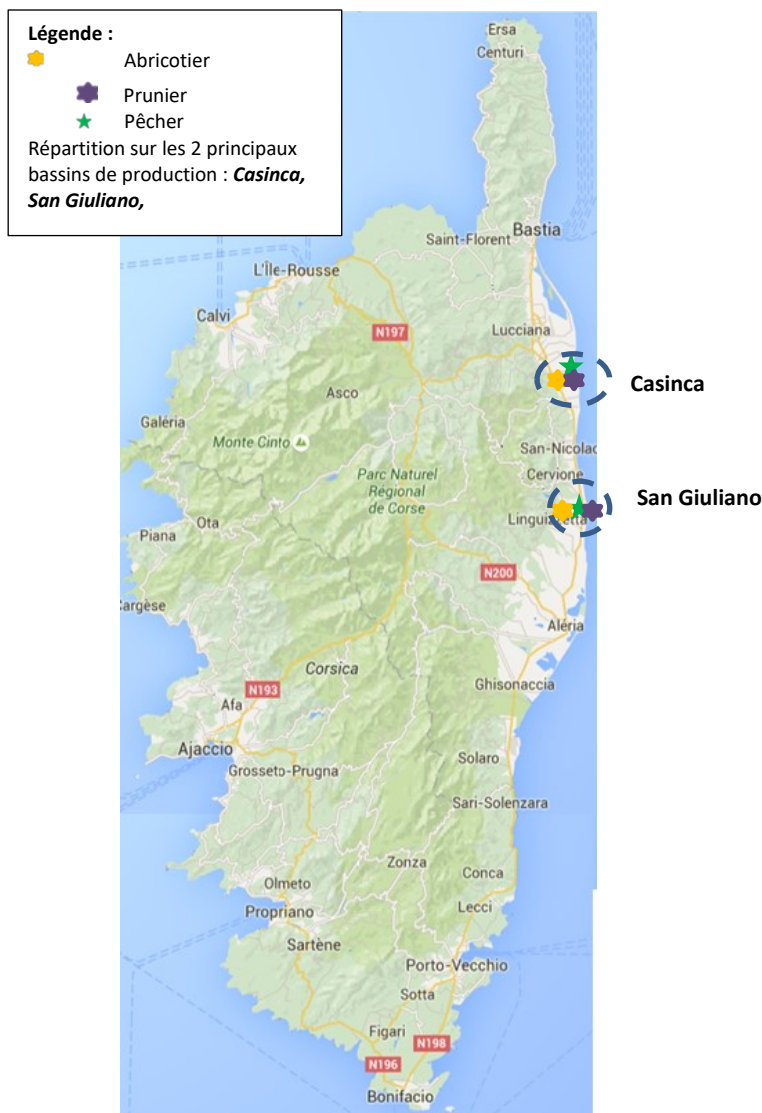 Légende :
Abricotier
Prunier
Pêcher
Répartition sur les 2 principaux
bassins de production : Casinca,
San Giuliano,
Ersa
Centuri
Bastia
Saint-Florent
L'Île-Rousse
Calvi
Lucciana
N197
Casinca
Asco
Galéria
Monte Cinto
San-Nicolao
Cervione
Parc Naturel
Régional
de Corse
San Giuliano
Linguizzetta
Ota
Piana
N200
Cargèse
Aléria
Corsica
Ghisonaccia
N193
Afa
Ajaccio
Solaro
Grosseto-Prugna
Sari-Solenzara
Zonza
Conca
Olmeto
Lecci
Propriano
Sartène
Porto-Vecchio
Sotta
Figari
N198
N196
Bonifacio